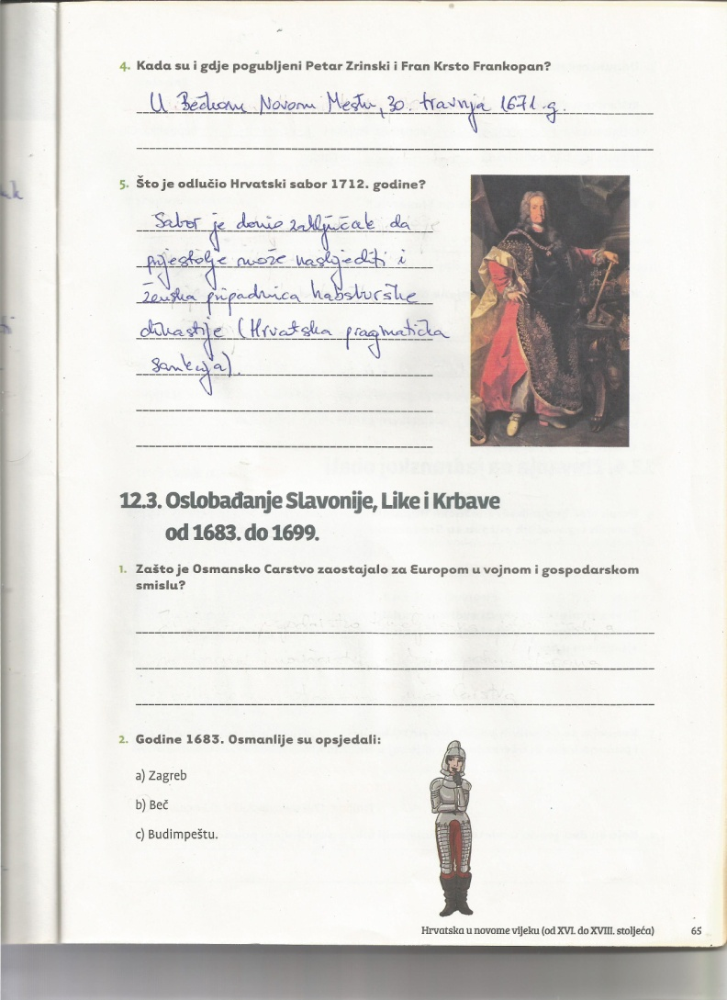 4. Kada su i gdje pogubljeni Petar Zrinski i Fran Krsto Frankopan?
U Bečkom Novom Mestu, 30. travnja 1671. g.
5. Što je odlučio Hrvatski sabor 1712. godine?
Sabor je donio zaključak da
prijestolje može naslijediti i
ženska pripadnica habsburške
dinastije (Hrvatska pragmatička
sankcija).
12.3. Oslobađanje Slavonije, Like i Krbave
od 1683. do 1699.
1. Zašto je Osmansko Carstvo zaostajalo za Europom u vojnom i gospodarskom
smislu?
2. Godine 1683. Osmanlije su opsjedali:
a) Zagreb
b) Beč
c) Budimpeštu.
Hrvatska u novome vijeku (od XVI. do XVIII. stoljeća) 65